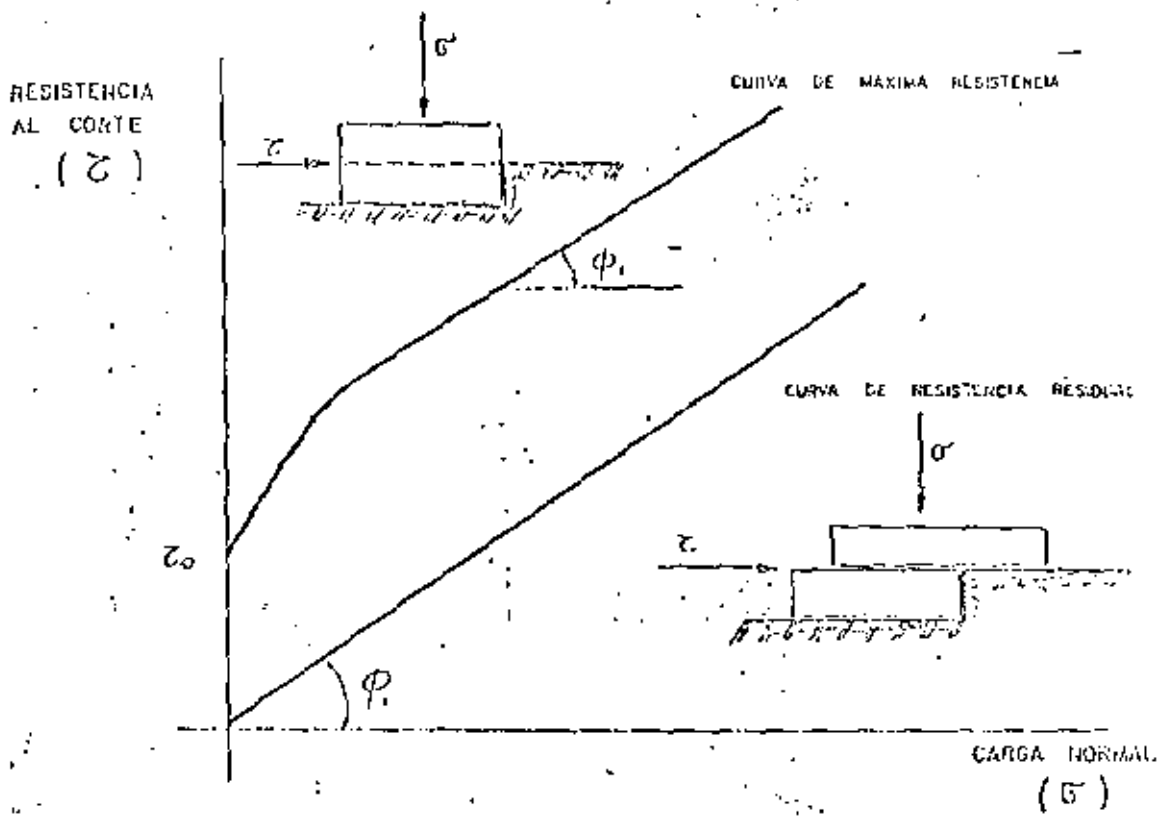 σ
CURVA DE MAXIMA RESISTENCIA
RESISTENCIA
AL CORTE
(τ)
τ
ϕ₁
CURVA DE RESISTENCIA RESIDUAL
σ
τ₀
τ
ϕ₁
CARGA NORMAL
(σ)